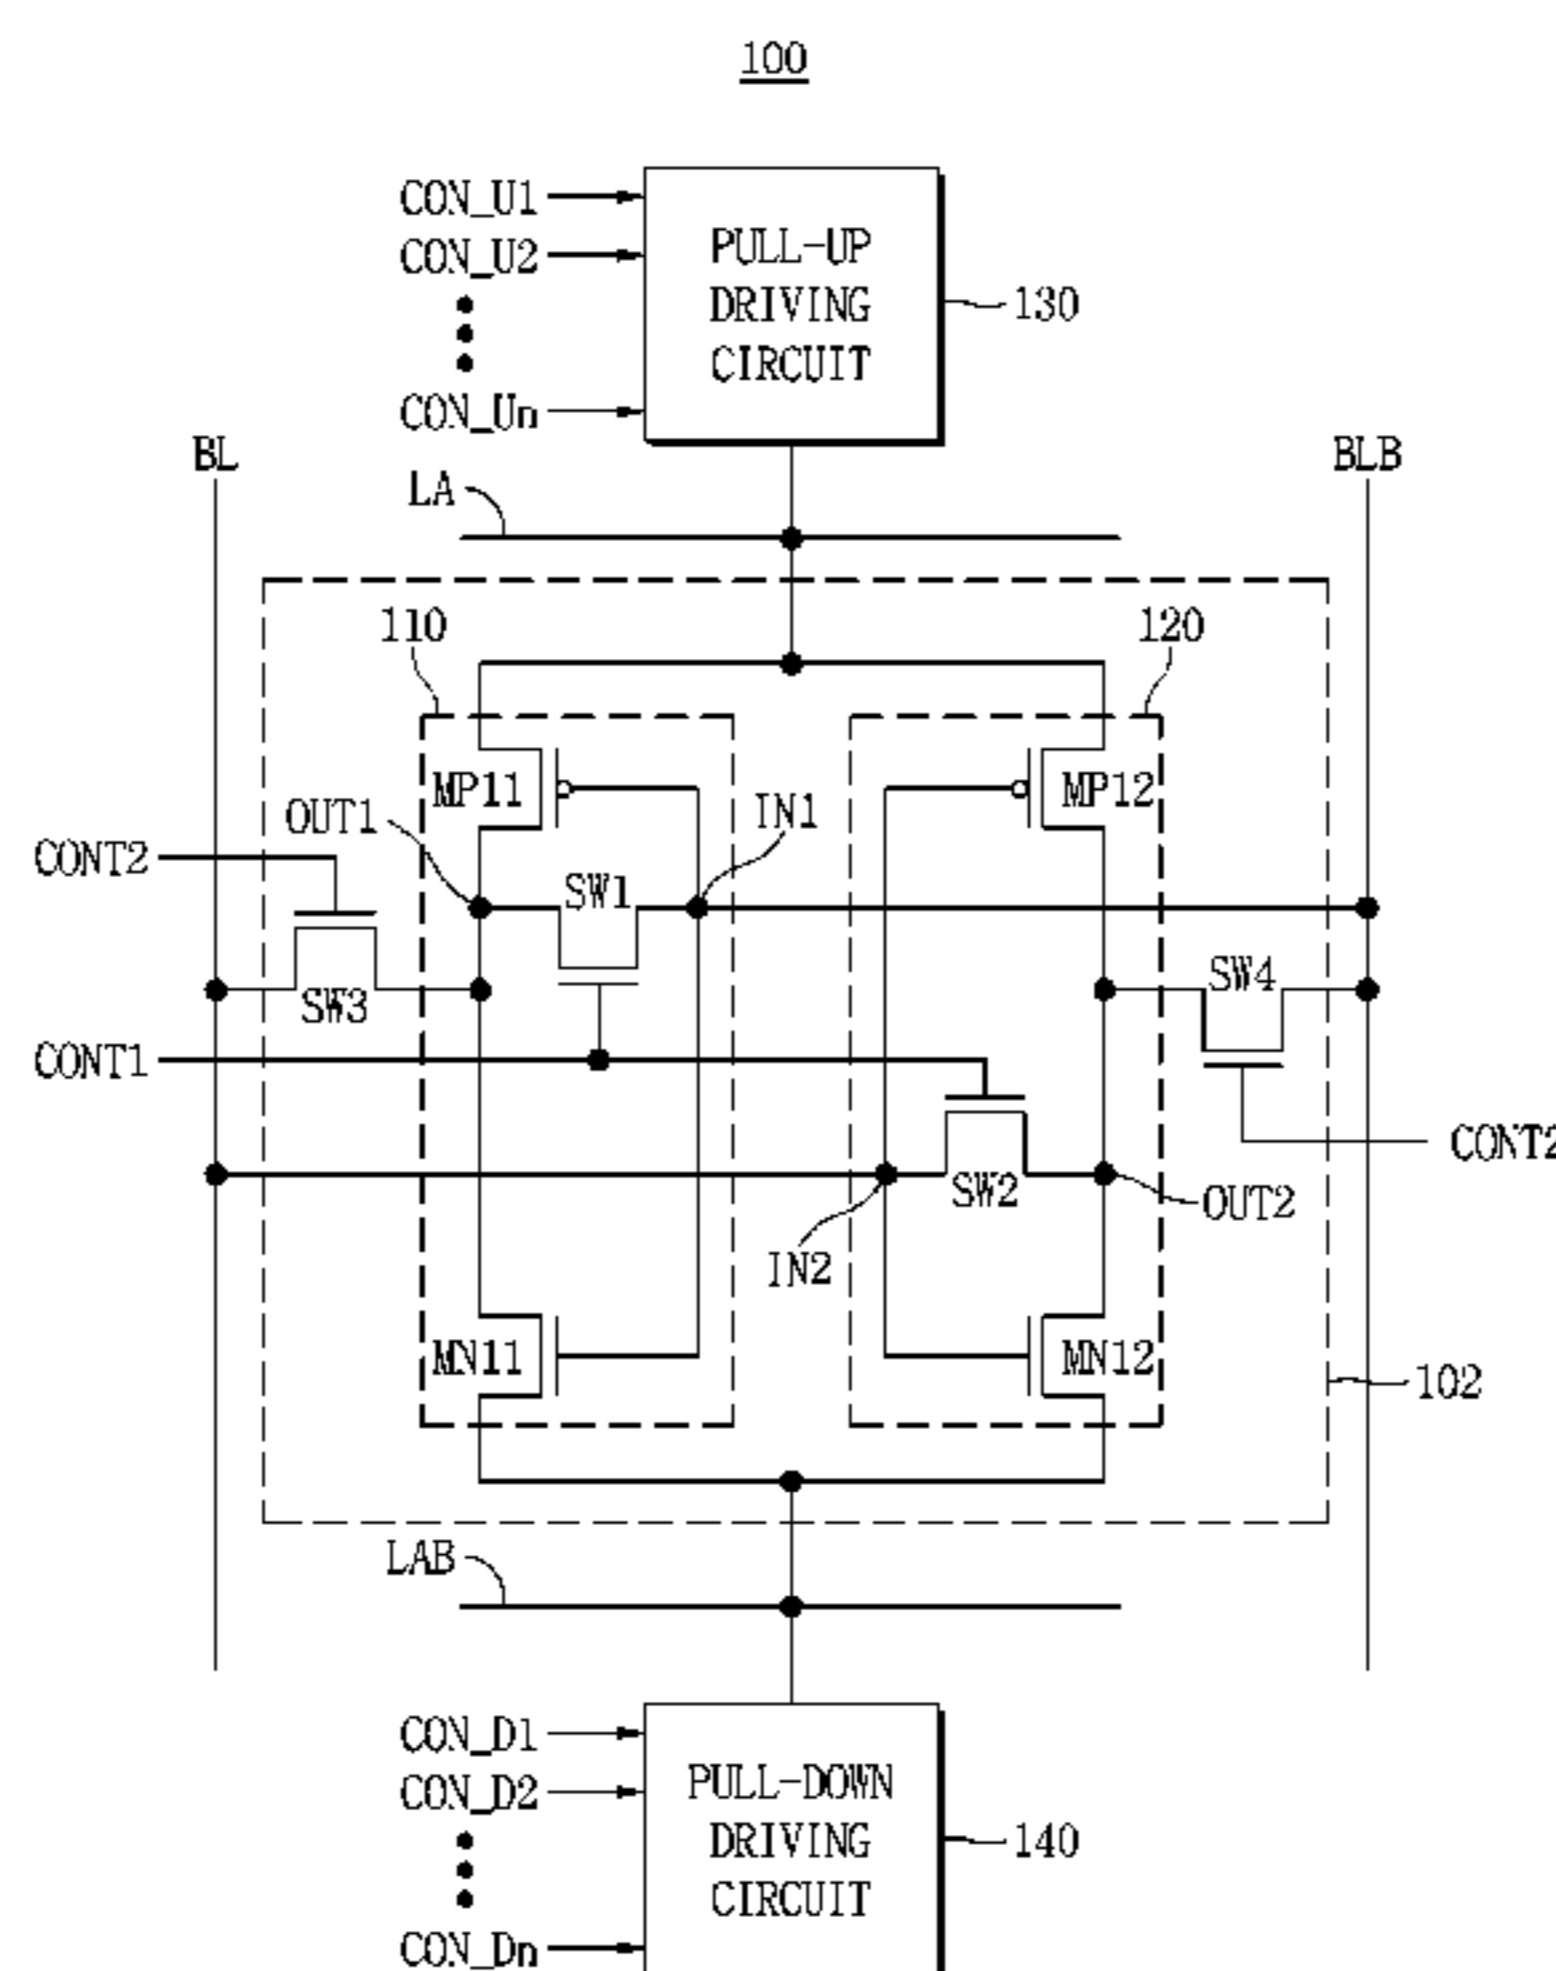 100
CON_U1
CON_U2
CON_Un
PULL-UP
DRIVING
CIRCUIT
130
BL
BLB
LA
110
120
MP11
MP12
OUT1
IN1
CONT2
SW1
SW3
SW4
CONT1
CONT2
SW2
OUT2
IN2
MN11
MN12
102
LAB
CON_D1
CON_D2
CON_Dn
PULL-DOWN
DRIVING
CIRCUIT
140